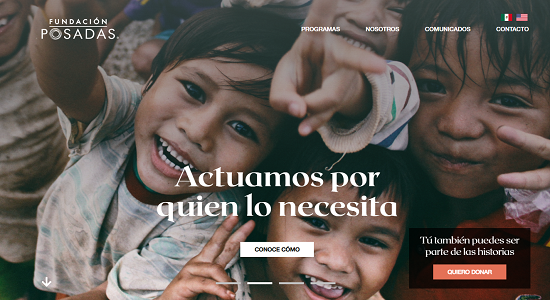 FUNDACIÓN
POSADAS.
PROGRAMAS NOSOTROS COMUNICADOS CONTACTO
Actuamos por
quien lo necesita
CONOCE CÓMO
Tú también puedes ser
parte de las historias
QUIERO DONAR